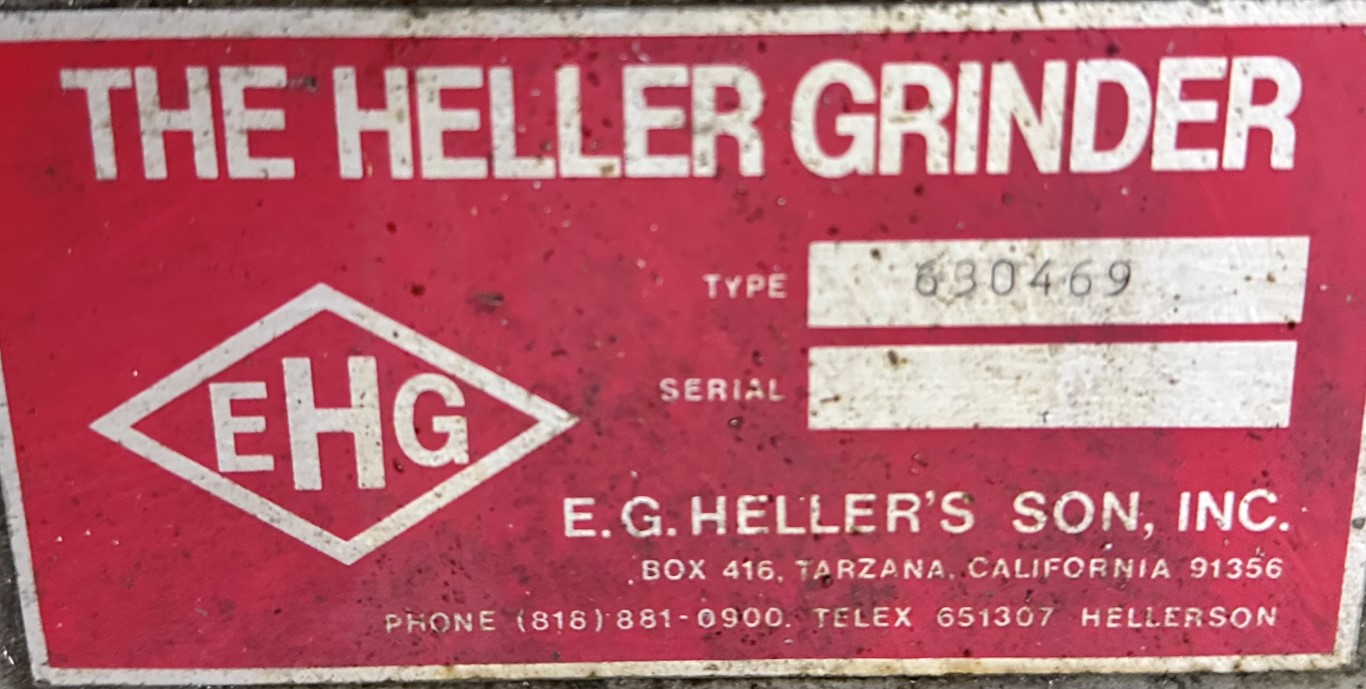 THE HELLER GRINDER
TYPE 630469
SERIAL
EHG
E.G. HELLER'S SON, INC.
BOX 416, TARZANA, CALIFORNIA 91356
PHONE (818) 881-0900. TELEX 651307 HELLERSON